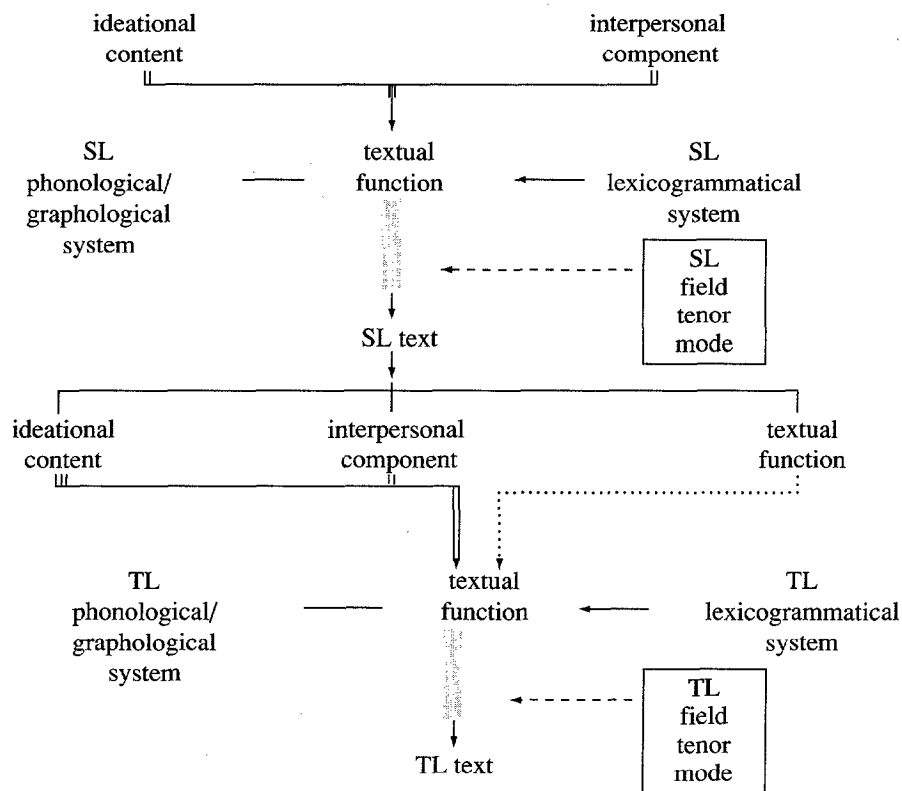 ideational
content
interpersonal
component
SL
phonological/
graphological
system
textual
function
SL
lexicogrammatical
system
SL
field
tenor
mode
SL text
ideational
content
interpersonal
component
textual
function
TL
phonological/
graphological
system
textual
function
TL
lexicogrammatical
system
TL
field
tenor
mode
TL text